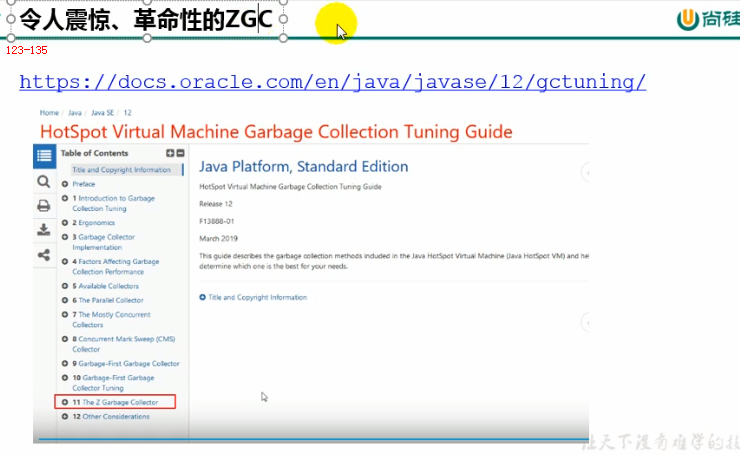 令人震惊、革命性的ZGC
尚硅
123-135
https://docs.oracle.com/en/java/javase/12/gctuning/
Home / Java / Java SE / 12
HotSpot Virtual Machine Garbage Collection Tuning Guide
Table of Contents
Title and Copyright Information
Preface
1 Introduction to Garbage
Collection Tuning
2 Ergonomics
3 Garbage Collector
Implementation
4 Factors Affecting Garbage
Collection Performance
5 Available Collectors
6 The Parallel Collector
7 The Mostly Concurrent
Collectors
8 Concurrent Mark Sweep (CMS)
Collector
9 Garbage-First Garbage Collector
10 Garbage-First Garbage
Collector Tuning
11 The Z Garbage Collector
12 Other Considerations
Java Platform, Standard Edition
HotSpot Virtual Machine Garbage Collection Tuning Guide
Release 12
F13888-01
March 2019
This guide describes the garbage collection methods included in the Java HotSpot Virtual Machine (Java HotSpot VM) and he
determine which one is the best for your needs.
Title and Copyright Information
让天下没有难学的技